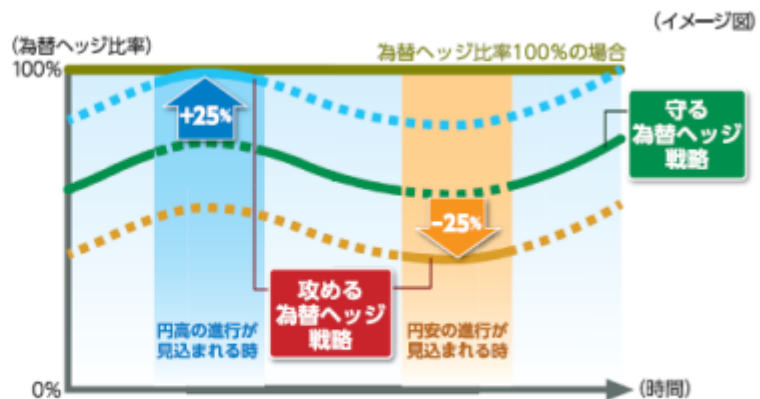 （イメージ図）
（為替ヘッジ比率）
為替ヘッジ比率100％の場合
100％
+25％
守る
為替ヘッジ
戦略
-25％
攻める
為替ヘッジ
戦略
円高の進行が
見込まれる時
円安の進行が
見込まれる時
0％
（時間）